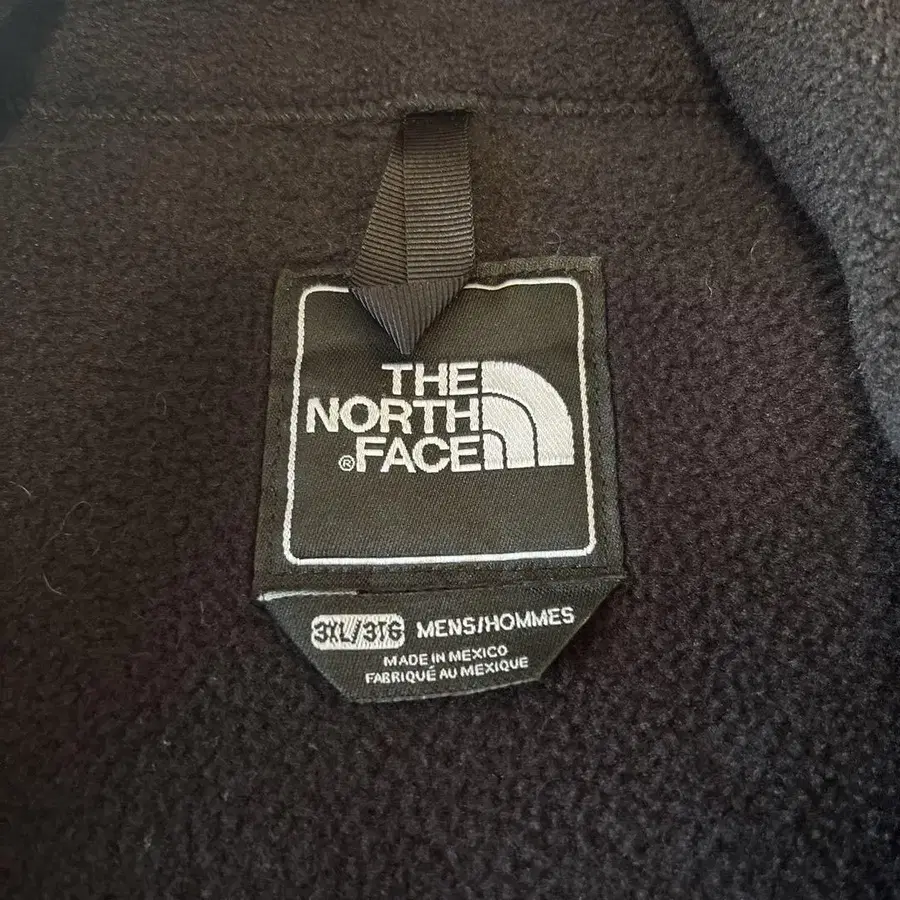 THE
NORTH
®FACE
3XL/3TG MENS/HOMMES
MADE IN MEXICO
FABRIQUÉ AU MEXIQUE